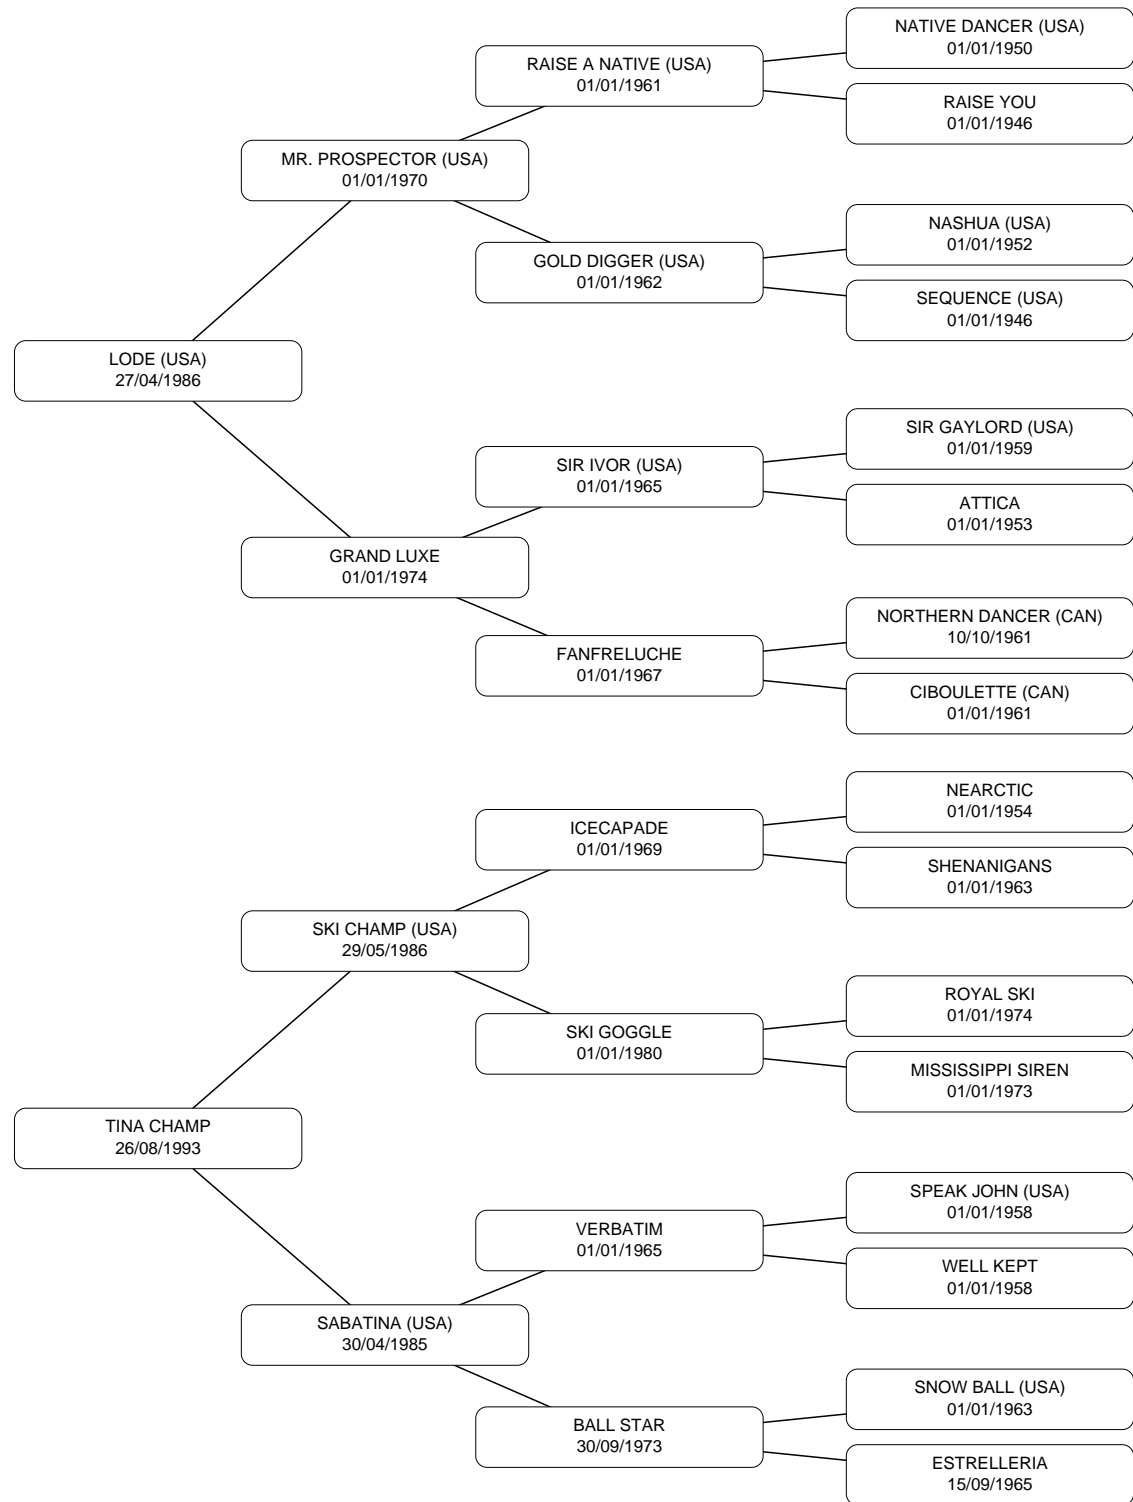 NATIVE DANCER (USA)
01/01/1950
RAISE A NATIVE (USA)
01/01/1961
RAISE YOU
01/01/1946
MR. PROSPECTOR (USA)
01/01/1970
NASHUA (USA)
01/01/1952
GOLD DIGGER (USA)
01/01/1962
SEQUENCE (USA)
01/01/1946
LODE (USA)
27/04/1986
SIR GAYLORD (USA)
01/01/1959
SIR IVOR (USA)
01/01/1965
ATTICA
01/01/1953
GRAND LUXE
01/01/1974
NORTHERN DANCER (CAN)
10/10/1961
FANFRELUCHE
01/01/1967
CIBOULETTE (CAN)
01/01/1961
NEARCTIC
01/01/1954
ICECAPADE
01/01/1969
SHENANIGANS
01/01/1963
SKI CHAMP (USA)
29/05/1986
ROYAL SKI
01/01/1974
SKI GOGGLE
01/01/1980
MISSISSIPPI SIREN
01/01/1973
TINA CHAMP
26/08/1993
SPEAK JOHN (USA)
01/01/1958
VERBATIM
01/01/1965
WELL KEPT
01/01/1958
SABATINA (USA)
30/04/1985
SNOW BALL (USA)
01/01/1963
BALL STAR
30/09/1973
ESTRELLERIA
15/09/1965